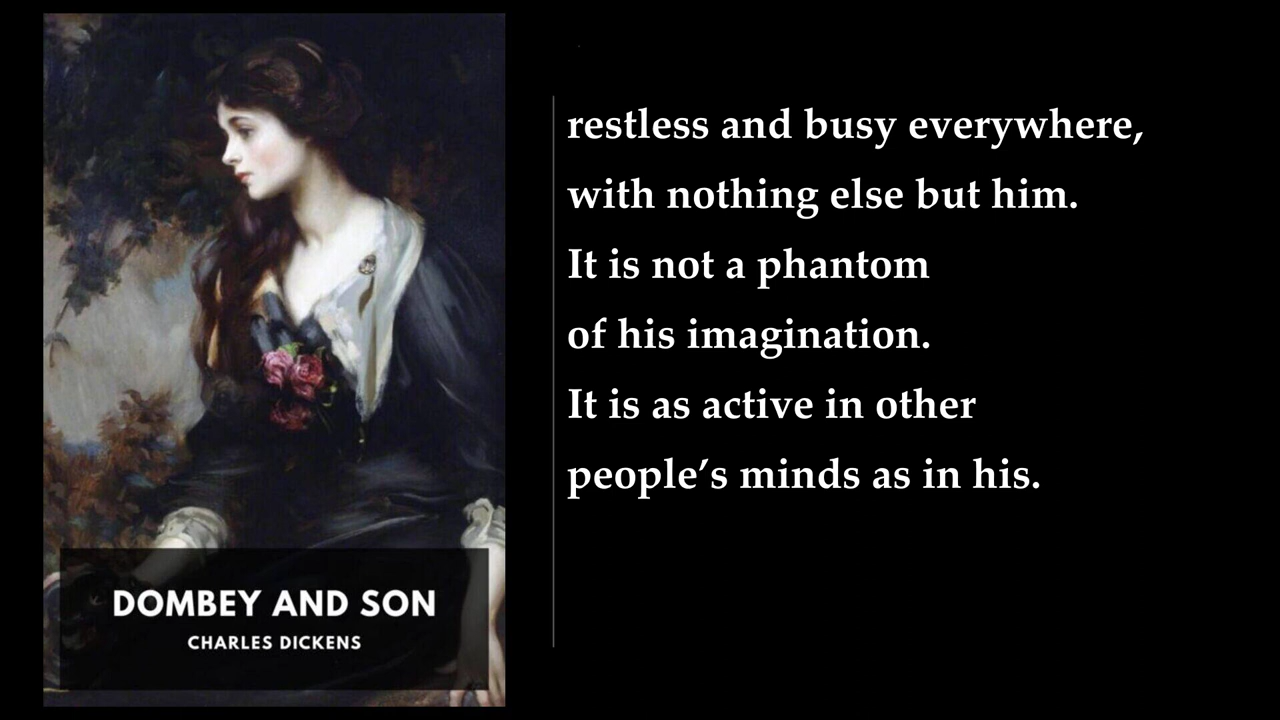 restless and busy everywhere,
with nothing else but him.
It is not a phantom
of his imagination.
It is as active in other
people’s minds as in his.
DOMBEY AND SON
CHARLES DICKENS